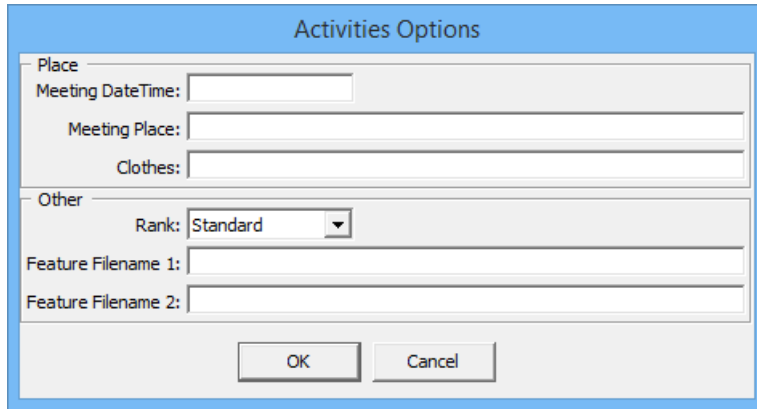 Activities Options
Place
Meeting DateTime:
Meeting Place:
Clothes:
Other
Rank: Standard
Feature Filename 1:
Feature Filename 2:
OK Cancel